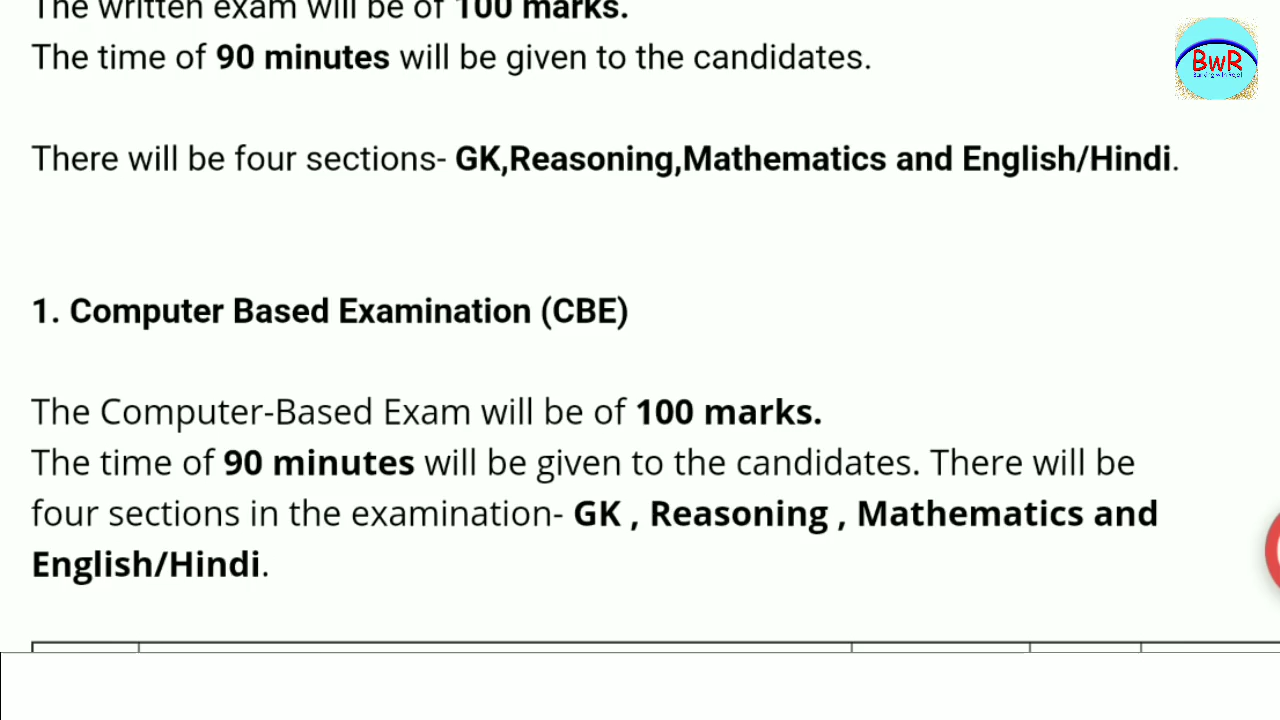 The written exam will be of 100 marks.
The time of 90 minutes will be given to the candidates.
There will be four sections- GK,Reasoning,Mathematics and English/Hindi.
1. Computer Based Examination (CBE)
The Computer-Based Exam will be of 100 marks.
The time of 90 minutes will be given to the candidates. There will be
four sections in the examination- GK , Reasoning , Mathematics and
English/Hindi.
BwR